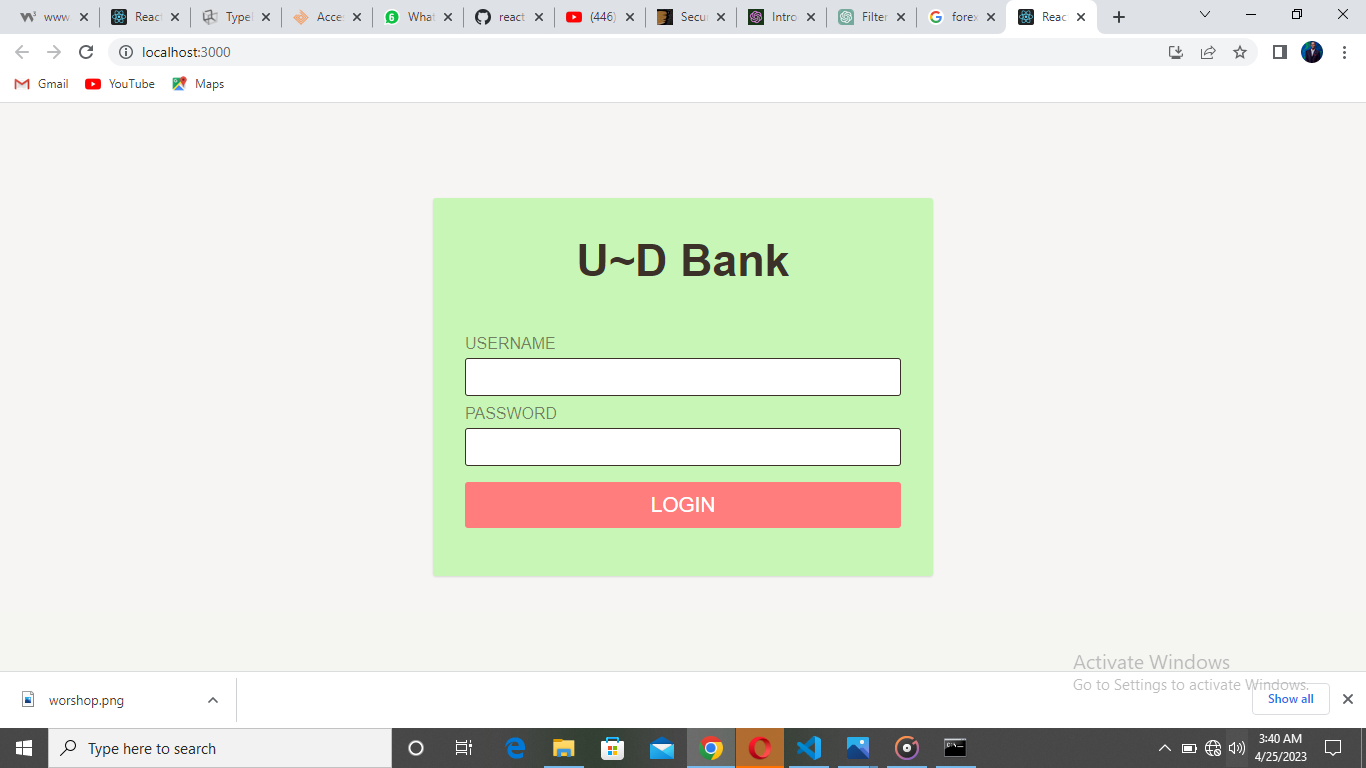 www.
React
TypeE
Acce
What
react
(446)
Secu
Intro
Filter
forex
Reac
localhost:3000
Gmail
YouTube
Maps
U~D Bank
USERNAME
PASSWORD
LOGIN
Activate Windows
Go to Settings to activate Windows.
worshop.png
Show all
Type here to search
3:40 AM
4/25/2023